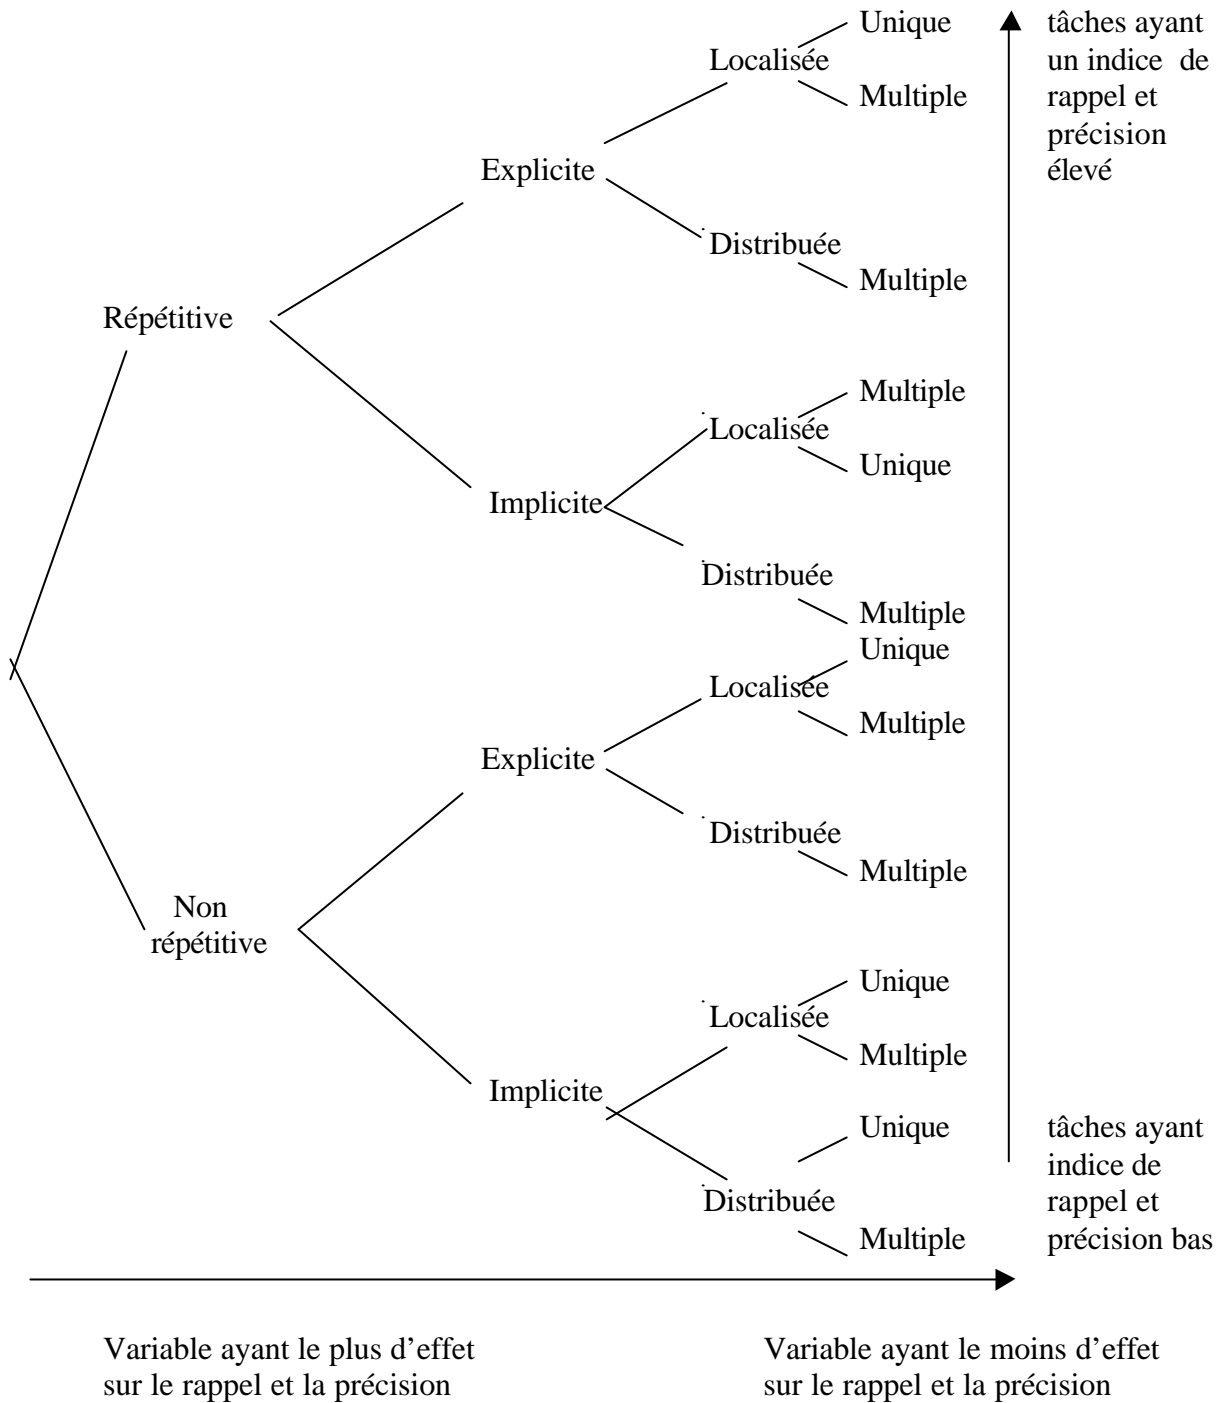 Unique
tâches ayant
Localisée
un indice de
Multiple
rappel et
précision
Explicite
élevé
Distribuée
Multiple
Répétitive
Multiple
Localisée
Unique
Implicite
Distribuée
Multiple
Unique
Localisée
Multiple
Explicite
Distribuée
Multiple
Non
répétitive
Unique
Localisée
Multiple
Implicite
Unique
tâches ayant
indice de
Distribuée
rappel et
Multiple
précision bas
Variable ayant le plus d’effet
sur le rappel et la précision
Variable ayant le moins d’effet
sur le rappel et la précision